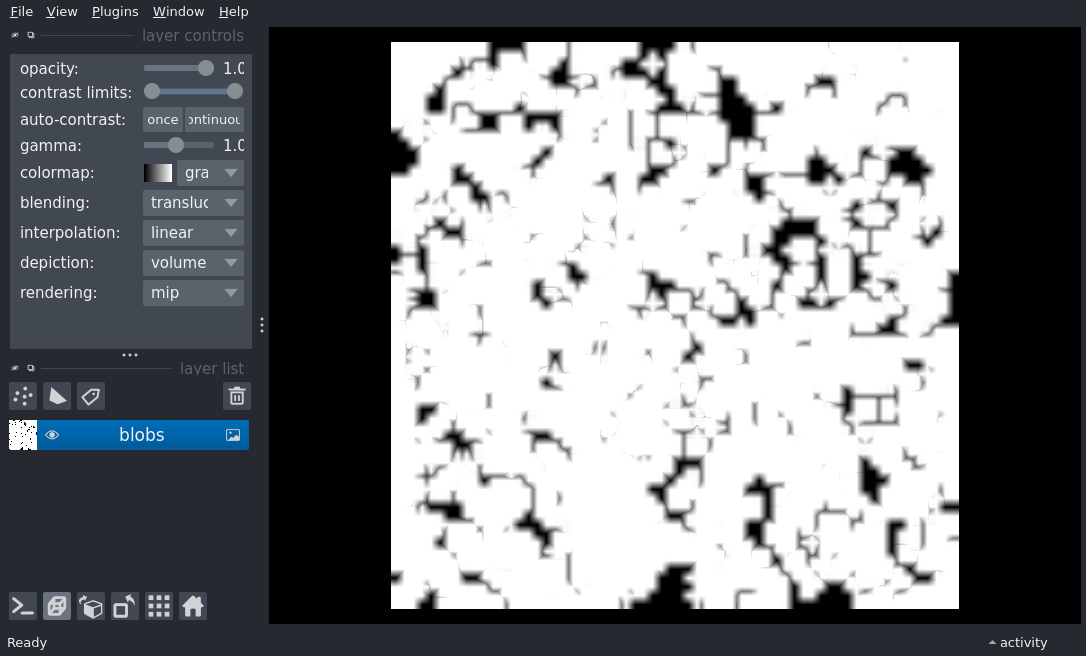 File View Plugins Window Help
layer controls
opacity: 1.0
contrast limits:
auto-contrast: once ontinuou
gamma: 1.0
colormap: gra
blending: transluc
interpolation: linear
depiction: volume
rendering: mip
layer list
blobs
Ready activity